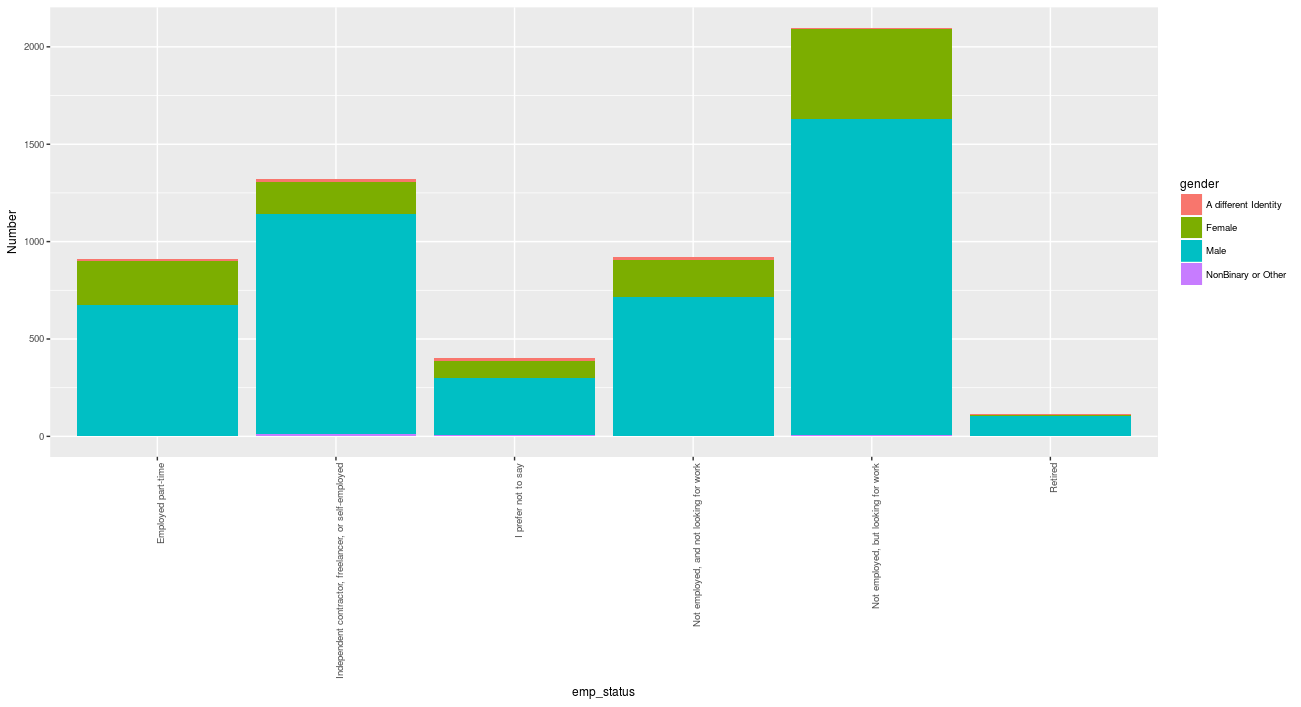 2000
1500
1000
500
0
Number
Employed part-time
Independent contractor, freelancer, or self-employed
I prefer not to say
Not employed, and not looking for work
Not employed, but looking for work
Retired
emp_status
gender
A different Identity
Female
Male
NonBinary or Other